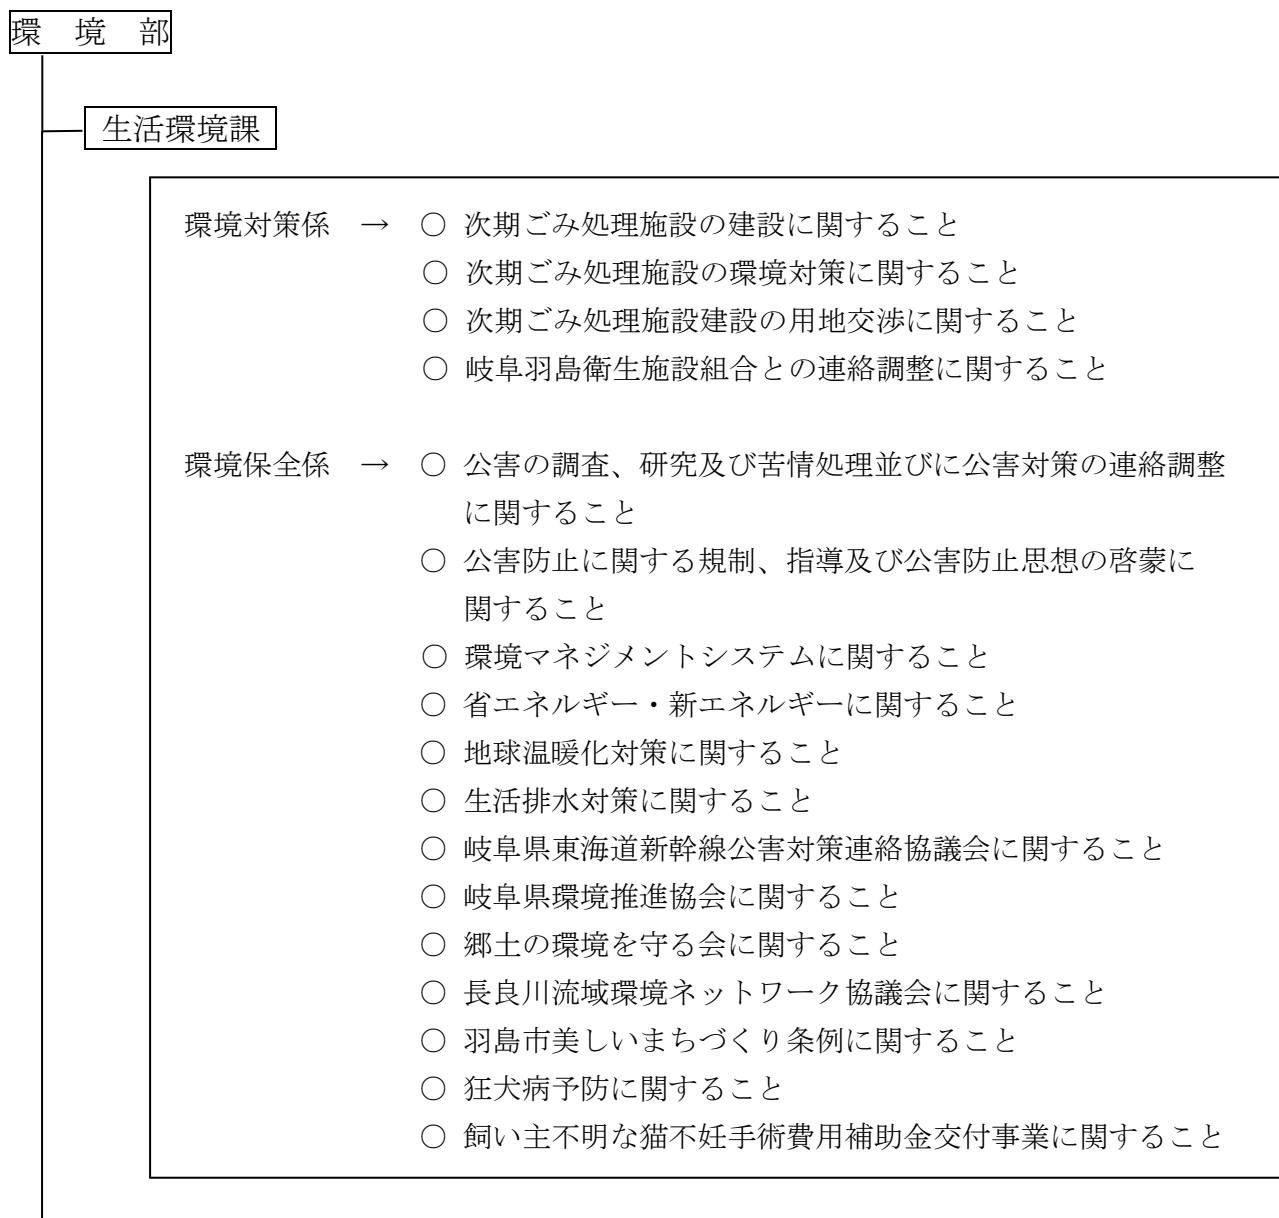 環　境　部
生活環境課
環境対策係　→　○ 次期ごみ処理施設の建設に関すること
○ 次期ごみ処理施設の環境対策に関すること
○ 次期ごみ処理施設建設の用地交渉に関すること
○ 岐阜羽島衛生施設組合との連絡調整に関すること
環境保全係　→　○ 公害の調査、研究及び苦情処理並びに公害対策の連絡調整
に関すること
○ 公害防止に関する規制、指導及び公害防止思想の啓蒙に
関すること
○ 環境マネジメントシステムに関すること
○ 省エネルギー・新エネルギーに関すること
○ 地球温暖化対策に関すること
○ 生活排水対策に関すること
○ 岐阜県東海道新幹線公害対策連絡協議会に関すること
○ 岐阜県環境推進協会に関すること
○ 郷土の環境を守る会に関すること
○ 長良川流域環境ネットワーク協議会に関すること
○ 羽島市美しいまちづくり条例に関すること
○ 狂犬病予防に関すること
○ 飼い主不明な猫不妊手術費用補助金交付事業に関すること